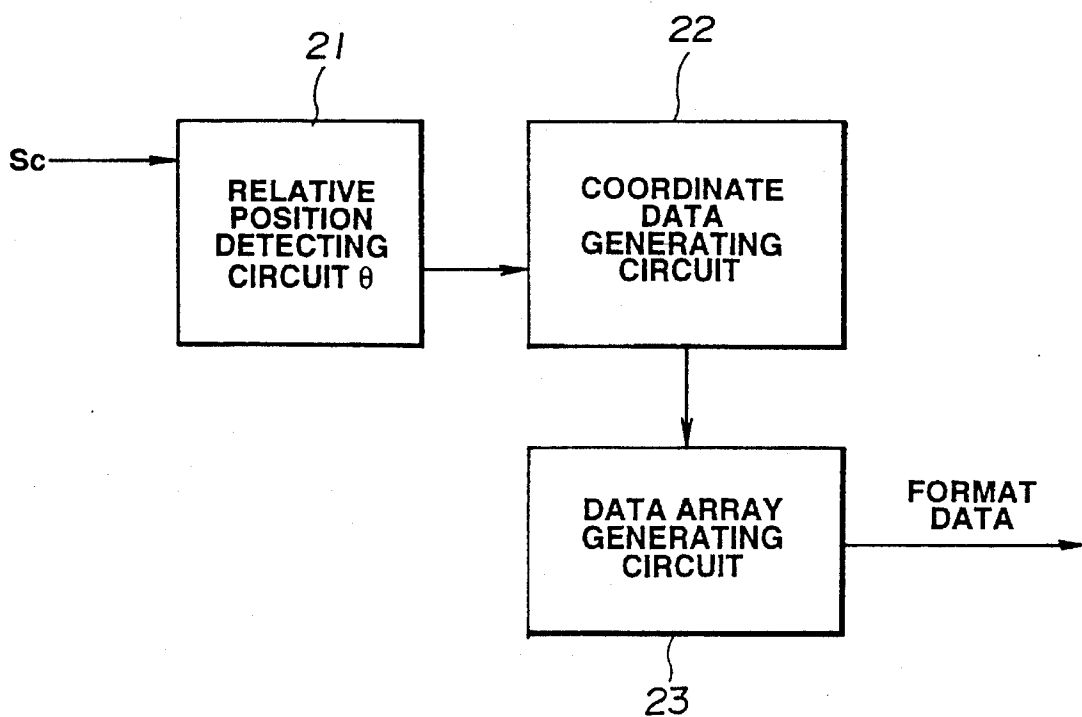 21
22
Sc
RELATIVE
POSITION
DETECTING
CIRCUIT θ
COORDINATE
DATA
GENERATING
CIRCUIT
DATA ARRAY
GENERATING
CIRCUIT
FORMAT
DATA
23